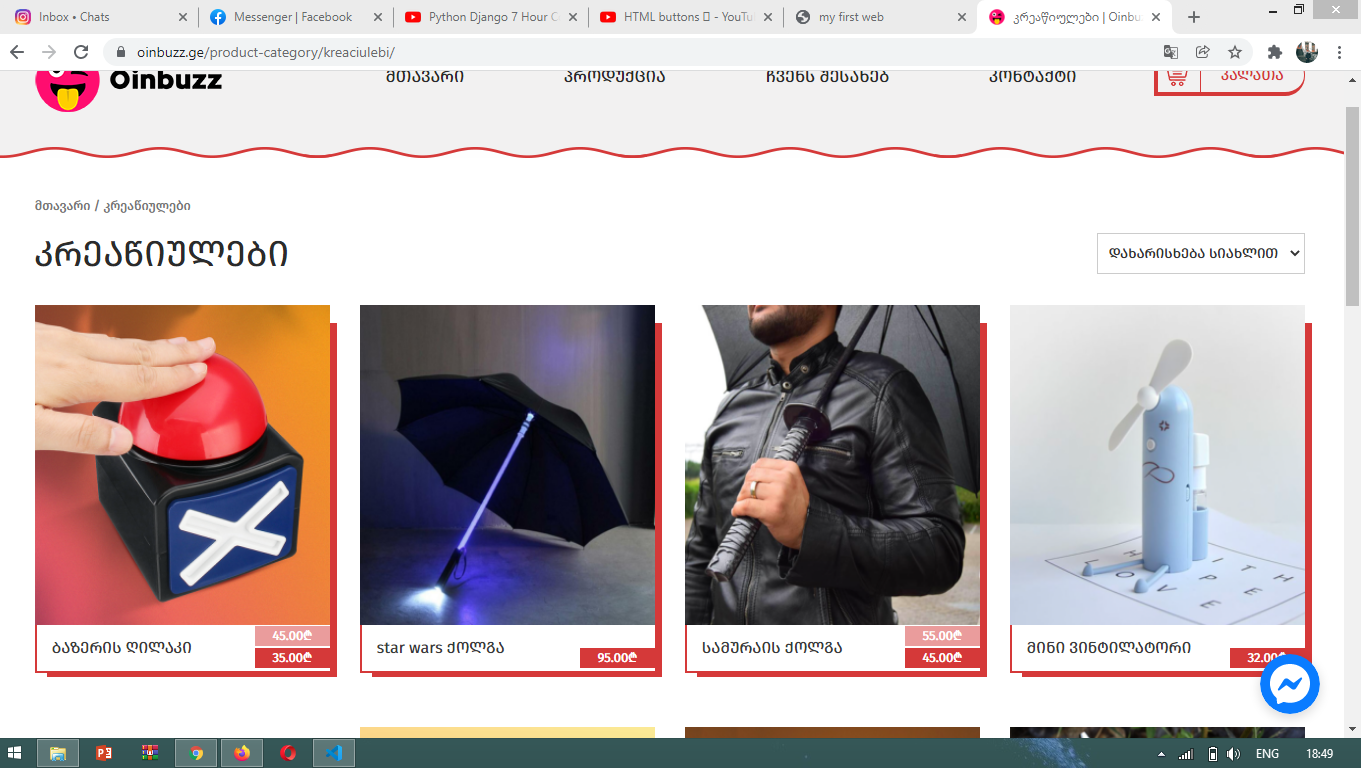 Inbox • Chats
Messenger | Facebook
Python Django 7 Hour C
HTML buttons - YouTu
my first web
კრეაწიულები | Oinbu
oinbuzz.ge/product-category/kreaciulebi/
Oinbuzz
მთავარი
პროდუქცია
ჩვენს შესახებ
კონტაქტი
კალათა
მთავარი / კრეაწიულები
კრეაწიულები
დახარისხება სიახლით
ბაზერის ღილაკი
45.00₾
35.00₾
star wars ქოლგა
95.00₾
სამურაის ქოლგა
55.00₾
45.00₾
მინი ვინტილატორი
32.00₾
ENG
18:49